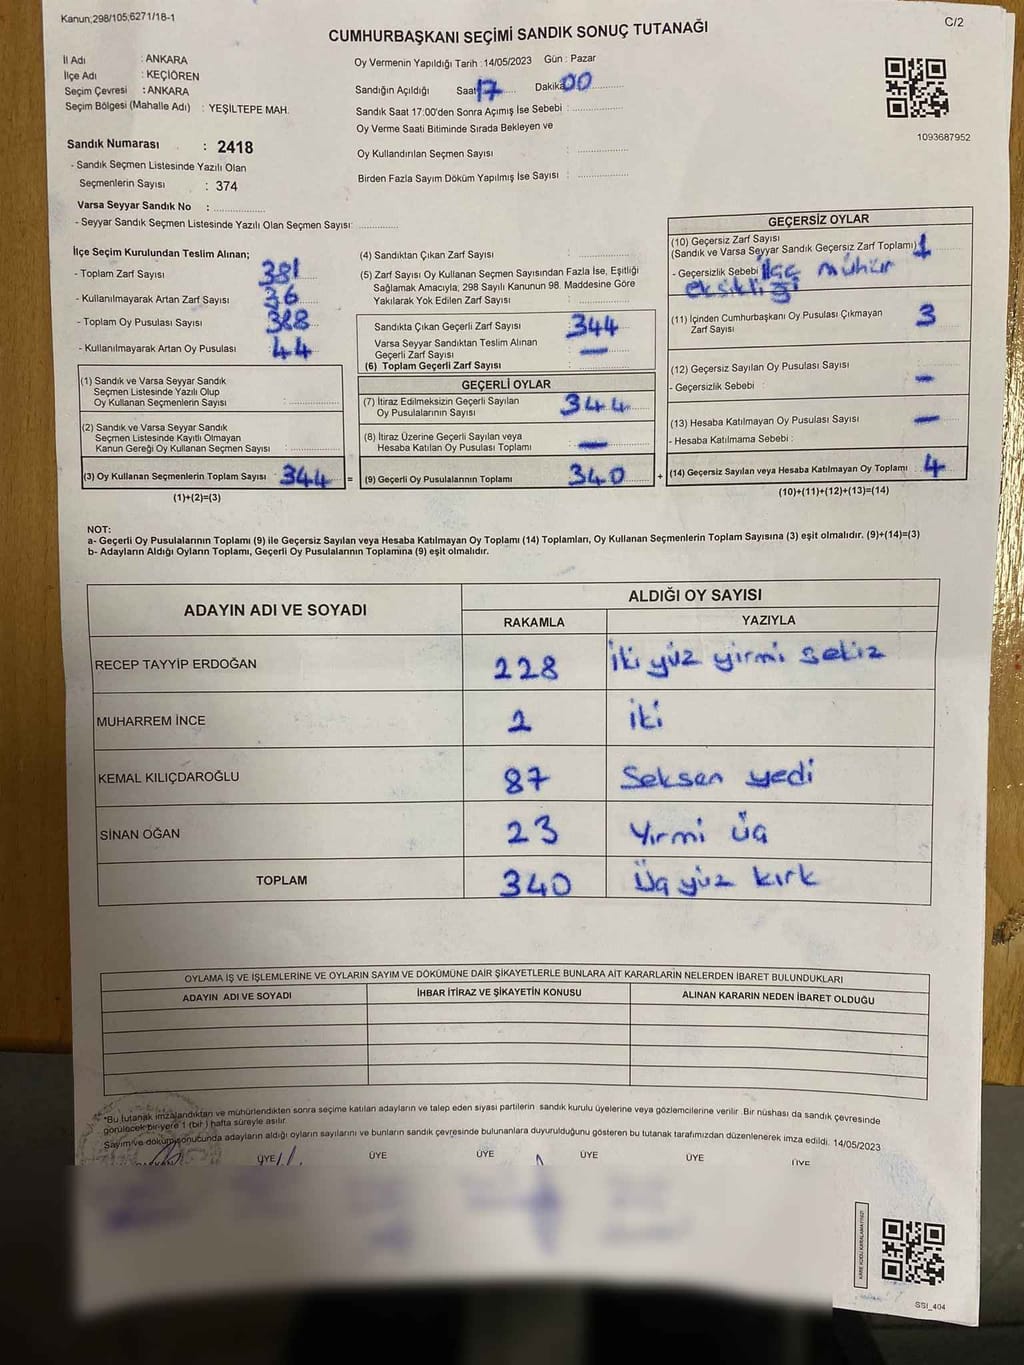 Kanun;298/105;6271/18-1
C/2
CUMHURBAŞKANI SEÇİMİ SANDIK SONUÇ TUTANAĞI
İl Adı : ANKARA
İlçe Adı : KEÇİÖREN
Seçim Çevresi : ANKARA
Seçim Bölgesi (Mahalle Adı) : YEŞİLTEPE MAH.
Sandık Numarası : 2418
- Sandık Seçmen Listesinde Yazılı Olan
Seçmenlerin Sayısı : 374
Varsa Seyyar Sandık No : ................
- Seyyar Sandık Seçmen Listesinde Yazılı Olan Seçmen Sayısı: ............
Oy Vermenin Yapıldığı Tarih : 14/05/2023 Gün : Pazar
Sandığın Açıldığı Saat 17 Dakika 00
Sandık Saat 17:00'den Sonra Açımış İse Sebebi : ................
Oy Verme Saati Bitiminde Sırada Bekleyen ve
Oy Kullandırılan Seçmen Sayısı : ................
Birden Fazla Sayım Döküm Yapılmış İse Sayısı : ................
1093687952
İlçe Seçim Kurulundan Teslim Alınan;
- Toplam Zarf Sayısı 381
- Kullanılmayarak Artan Zarf Sayısı 36
- Toplam Oy Pusulası Sayısı 388
- Kullanılmayarak Artan Oy Pusulası 44
(1) Sandık ve Varsa Seyyar Sandık
Seçmen Listesinde Yazılı Olup
Oy Kullanan Seçmenlerin Sayısı : ................
(2) Sandık ve Varsa Seyyar Sandık
Seçmen Listesinde Kayıtlı Olmayan
Kanun Gereği Oy Kullanan Seçmen Sayısı : ................
(3) Oy Kullanan Seçmenlerin Toplam Sayısı : 344 =
(1)+(2)=(3)
(4) Sandıktan Çıkan Zarf Sayısı : ................
(5) Zarf Sayısı Oy Kullanan Seçmen Sayısından Fazla İse, Eşitliği
Sağlamak Amacıyla; 298 Sayılı Kanunun 98. Maddesine Göre
Yakılarak Yok Edilen Zarf Sayısı : ................
Sandıkta Çıkan Geçerli Zarf Sayısı 344
Varsa Seyyar Sandıktan Teslim Alınan
Geçerli Zarf Sayısı : —
(6) Toplam Geçerli Zarf Sayısı
GEÇERLİ OYLAR
(7) İtiraz Edilmeksizin Geçerli Sayılan
Oy Pusulalarının Sayısı 344
(8) İtiraz Üzerine Geçerli Sayılan veya
Hesaba Katılan Oy Pusulası Toplamı : —
(9) Geçerli Oy Pusulalarının Toplamı 340 +
GEÇERSİZ OYLAR
(10) Geçersiz Zarf Sayısı
(Sandık ve Varsa Seyyar Sandık Geçersiz Zarf Toplamı) 1
- Geçersizlik Sebebi : İlçe mühür
eksikliği
(11) İçinden Cumhurbaşkanı Oy Pusulası Çıkmayan
Zarf Sayısı 3
(12) Geçersiz Sayılan Oy Pusulası Sayısı —
- Geçersizlik Sebebi :
(13) Hesaba Katılmayan Oy Pusulası Sayısı —
- Hesaba Katılmama Sebebi :
(14) Geçersiz Sayılan veya Hesaba Katılmayan Oy Toplamı : 4
(10)+(11)+(12)+(13)=(14)
NOT:
a- Geçerli Oy Pusulalarının Toplamı (9) ile Geçersiz Sayılan veya Hesaba Katılmayan Oy Toplamı (14) Toplamları, Oy Kullanan Seçmenlerin Toplam Sayısına (3) eşit olmalıdır. (9)+(14)=(3)
b- Adayların Aldığı Oyların Toplamı, Geçerli Oy Pusulalarının Toplamına (9) eşit olmalıdır.
ADAYIN ADI VE SOYADI ALDIĞI OY SAYISI
RAKAMLA YAZIYLA
RECEP TAYYİP ERDOĞAN 228 İki yüz yirmi sekiz
MUHARREM İNCE 2 İki
KEMAL KILIÇDAROĞLU 87 Seksen yedi
SİNAN OĞAN 23 Yirmi üç
TOPLAM 340 Üç yüz kırk
OYLAMA İŞ VE İŞLEMLERİNE VE OYLARIN SAYIM VE DÖKÜMÜNE DAİR ŞİKAYETLERLE BUNLARA AİT KARARLARIN NELERDEN İBARET BULUNDUKLARI
ADAYIN ADI VE SOYADI İHBAR İTİRAZ VE ŞİKAYETİN KONUSU ALINAN KARARIN NEDEN İBARET OLDUĞU
*Bu tutanak imzalandıktan ve mühürlendikten sonra seçime katılan adayların ve talep eden siyasi partilerin sandık kurulu üyelerine veya gözlemcilerine verilir. Bir nüshası da sandık çevresinde
görülecek bir yere 1 (bir) hafta süreyle asılır.
Sayım ve döküm sonucunda adayların aldığı oyların sayılarını ve bunların sandık çevresinde bulunanlara duyurulduğunu gösteren bu tutanak tarafımızdan düzenlenerek imza edildi. 14/05/2023
ÜYE ÜYE ÜYE ÜYE ÜYE ÜYE
SSI_404